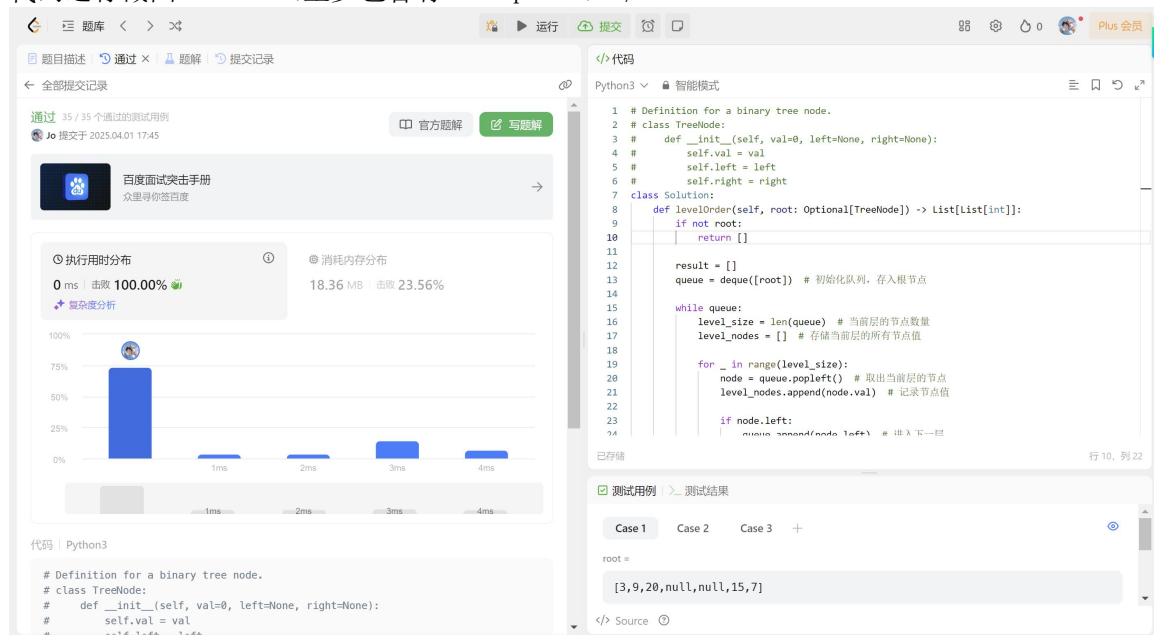 题库
运行
提交
0
Plus 会员
题目描述
通过
题解
提交记录
全部提交记录
通过 35 / 35 个通过的测试用例
Jo 提交于 2025.04.01 17:45
官方题解
写题解
百度面试突击手册
众里寻你签百度
执行用时分布
0 ms 击败 100.00%
复杂度分析
消耗内存分布
18.36 MB 击败 23.56%
100%
75%
50%
25%
0%
1ms 2ms 3ms 4ms
1ms 2ms 3ms 4ms
代码 Python3
# Definition for a binary tree node.
# class TreeNode:
#     def __init__(self, val=0, left=None, right=None):
#         self.val = val
#         self.left = left
</>代码
Python3 智能模式
1 # Definition for a binary tree node.
2 # class TreeNode:
3 #     def __init__(self, val=0, left=None, right=None):
4 #         self.val = val
5 #         self.left = left
6 #         self.right = right
7 class Solution:
8     def levelOrder(self, root: Optional[TreeNode]) -> List[List[int]]:
9         if not root:
10             return []
11
12         result = []
13         queue = deque([root])  # 初始化队列，存入根节点
14
15         while queue:
16             level_size = len(queue)  # 当前层的节点数量
17             level_nodes = []  # 存储当前层的所有节点值
18
19             for _ in range(level_size):
20                 node = queue.popleft()  # 取出当前层的节点
21                 level_nodes.append(node.val)  # 记录节点值
22
23                 if node.left:
24                     queue.append(node.left)  # 进入下一层
已存储
行 10, 列 22
测试用例
>_ 测试结果
Case 1 Case 2 Case 3 +
root =
[3,9,20,null,null,15,7]
</> Source